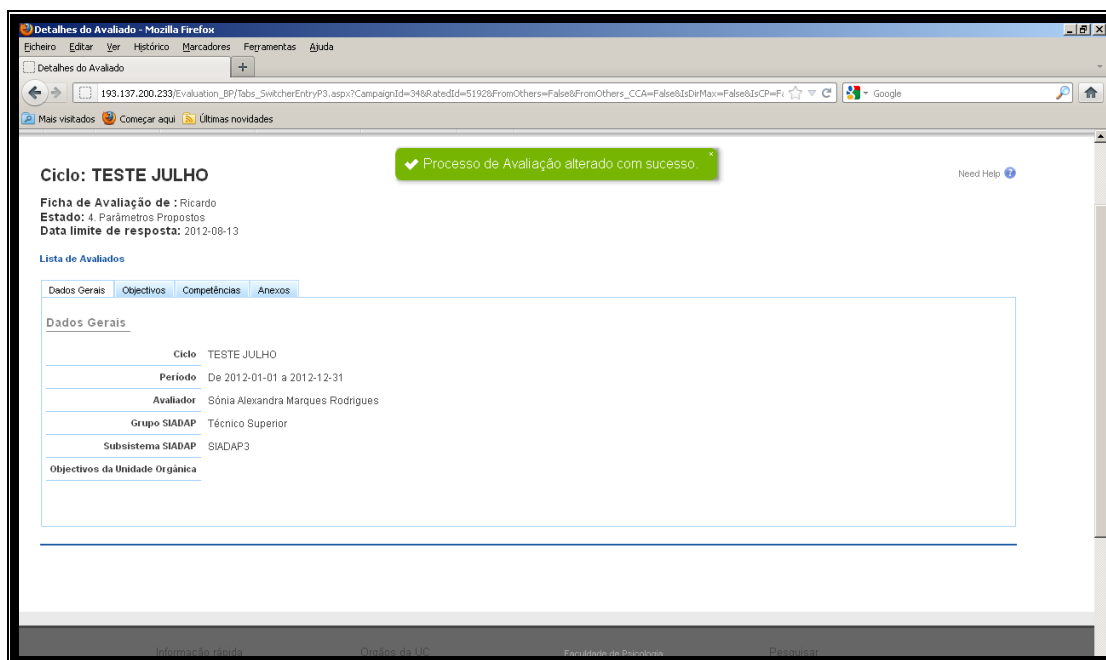 Detalhes do Avaliado - Mozilla Firefox
Ficheiro Editar Ver Histórico Marcadores Ferramentas Ajuda
Detalhes do Avaliado +
193.137.200.233/Evaluation_BP/Tabs_SwitcherEntryP3.aspx?CampaignId=34&RatedId=5192&FromOthers=False&FromOthers_CCA=False&IsDirMax=False&IsCP=Fa Google
Mais visitados Começar aqui Últimas novidades
Processo de Avaliação alterado com sucesso. x
Ciclo: TESTE JULHO
Need Help ?
Ficha de Avaliação de : Ricardo
Estado: 4. Parâmetros Propostos
Data limite de resposta: 2012-08-13
Lista de Avaliados
Dados Gerais Objectivos Competências Anexos
Dados Gerais
Ciclo TESTE JULHO
Período De 2012-01-01 a 2012-12-31
Avaliador Sónia Alexandra Marques Rodrigues
Grupo SIADAP Técnico Superior
Subsistema SIADAP SIADAP3
Objectivos da Unidade Orgânica
Informação rápida Orgãos da UC Faculdade de Psicologia Pesquisar